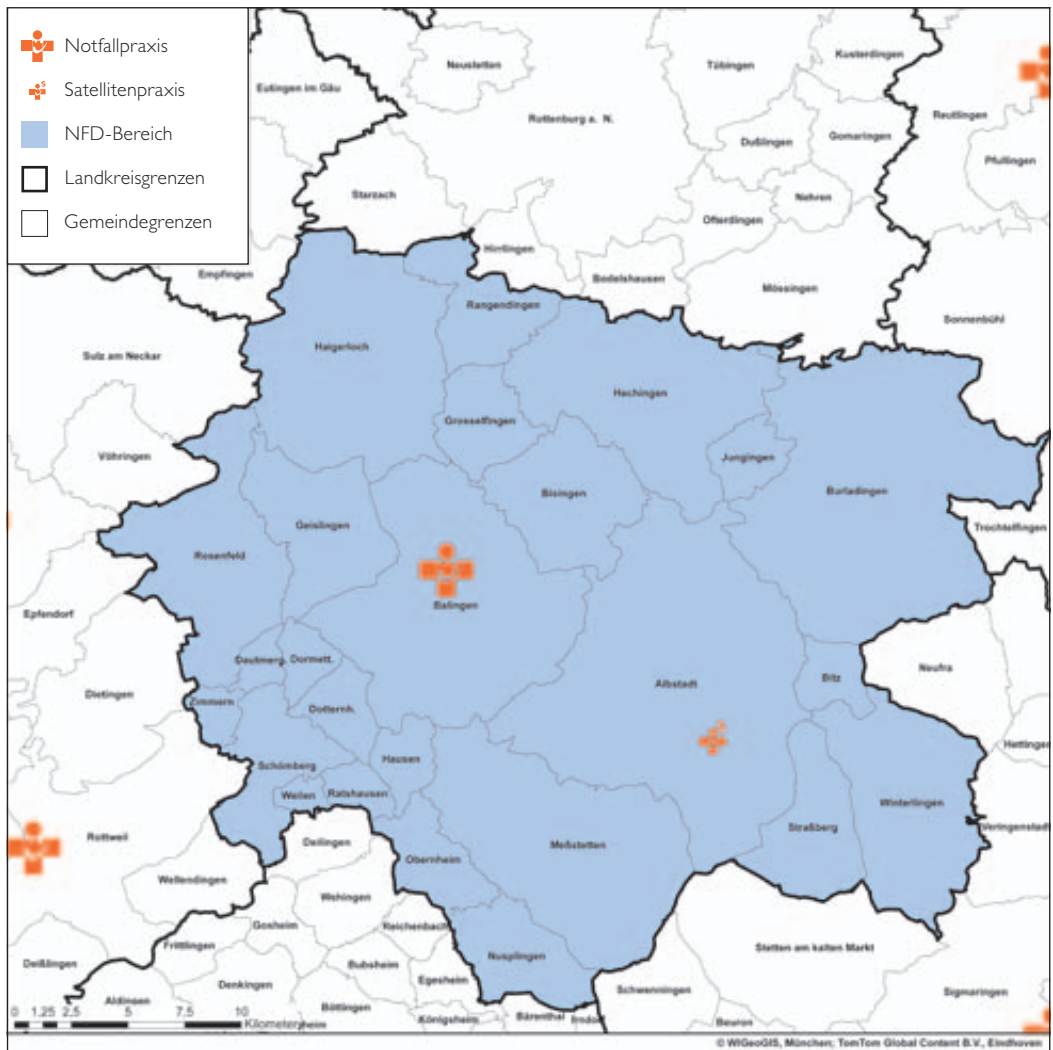 Notfallpraxis
Satellitenpraxis
NFD-Bereich
Landkreisgrenzen
Gemeindegrenzen
Neustetten
Tübingen
Kusterdingen
Eutingen im Gäu
Rottenburg a. N.
Dußlingen
Gomaringen
Reutlingen
Pfullingen
Starzach
Nehren
Ofterdingen
Hirrlingen
Empfingen
Bodelshausen
Mössingen
Rangendingen
Sonnenbühl
Haigerloch
Sulz am Neckar
Hechingen
Grosselfingen
Vöhringen
Jungingen
Bisingen
Burladingen
Geislingen
Trochtelfingen
Rosenfeld
Epfendorf
Balingen
Dautmerg.
Dormett.
Neufra
Bitz
Albstadt
Dietingen
Zimmern
Dotternh.
Hettingen
Hausen
Schömberg
Weilen
Ratshausen
Winterlingen
Straßberg
Veringenstadt
Rottweil
Deilingen
Meßstetten
Obernheim
Wellendingen
Wehingen
Gosheim
Reichenbach
Frittlingen
Stetten am kalten Markt
Nusplingen
Deißlingen
Bubsheim
Denkingen
Egesheim
Schwenningen
Sigmaringen
Aldingen
Böttingen
Königsheim
Bärenthal
Irndorf
Beuron
0 1.25 2.5 5 7.5 10
Kilometer
heim
© WIGeoGIS, München; TomTom Global Content B.V., Eindhoven